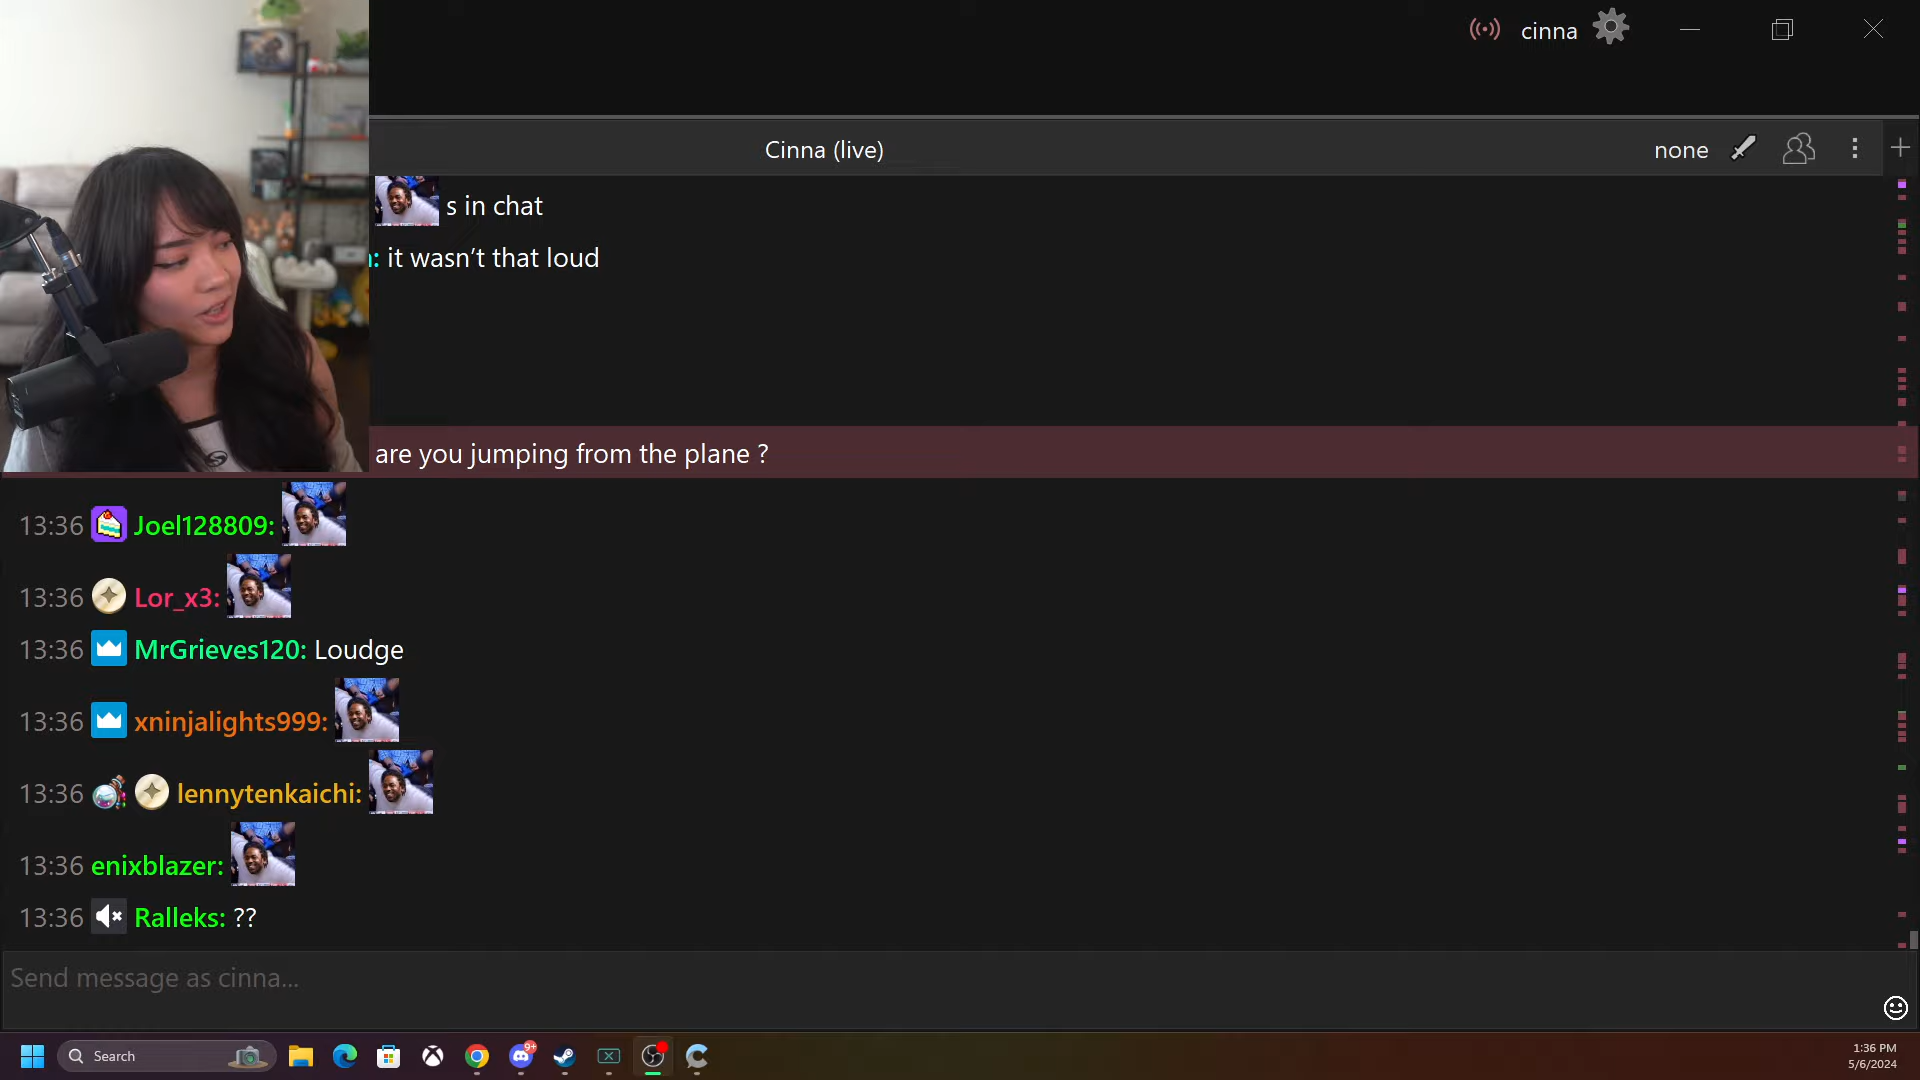 cinna
Cinna (live)
none
s in chat
: it wasn't that loud
are you jumping from the plane ?
13:36 Joel128809:
13:36 Lor_x3:
13:36 MrGrieves120: Loudge
13:36 xninjalights999:
13:36 lennytenkaichi:
13:36 enixblazer:
13:36 Ralleks: ??
Send message as cinna...
Search
9+
1:36 PM
5/6/2024